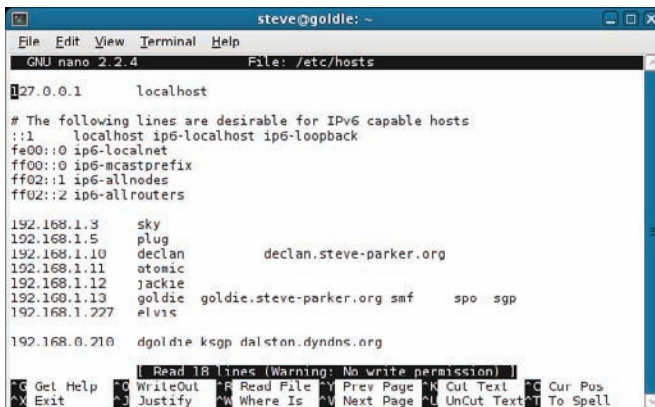 steve@goldie: ~
File Edit View Terminal Help
GNU nano 2.2.4 File: /etc/hosts
127.0.0.1 localhost
# The following lines are desirable for IPv6 capable hosts
::1 localhost ip6-localhost ip6-loopback
fe00::0 ip6-localnet
ff00::0 ip6-mcastprefix
ff02::1 ip6-allnodes
ff02::2 ip6-allrouters
192.168.1.3 sky
192.168.1.5 plug
192.168.1.10 declan declan.steve-parker.org
192.168.1.11 atomic
192.168.1.12 jackie
192.168.1.13 goldie goldie.steve-parker.org smf spo sgp
192.168.1.227 elvis
192.168.0.210 dgoldie ksgp dalston.dyndns.org
[ Read 18 lines (Warning: No write permission) ]
^G Get Help ^O WriteOut ^R Read File ^Y Prev Page ^K Cut Text ^C Cur Pos
^X Exit ^J Justify ^W Where Is ^V Next Page ^U UnCut Text ^T To Spell